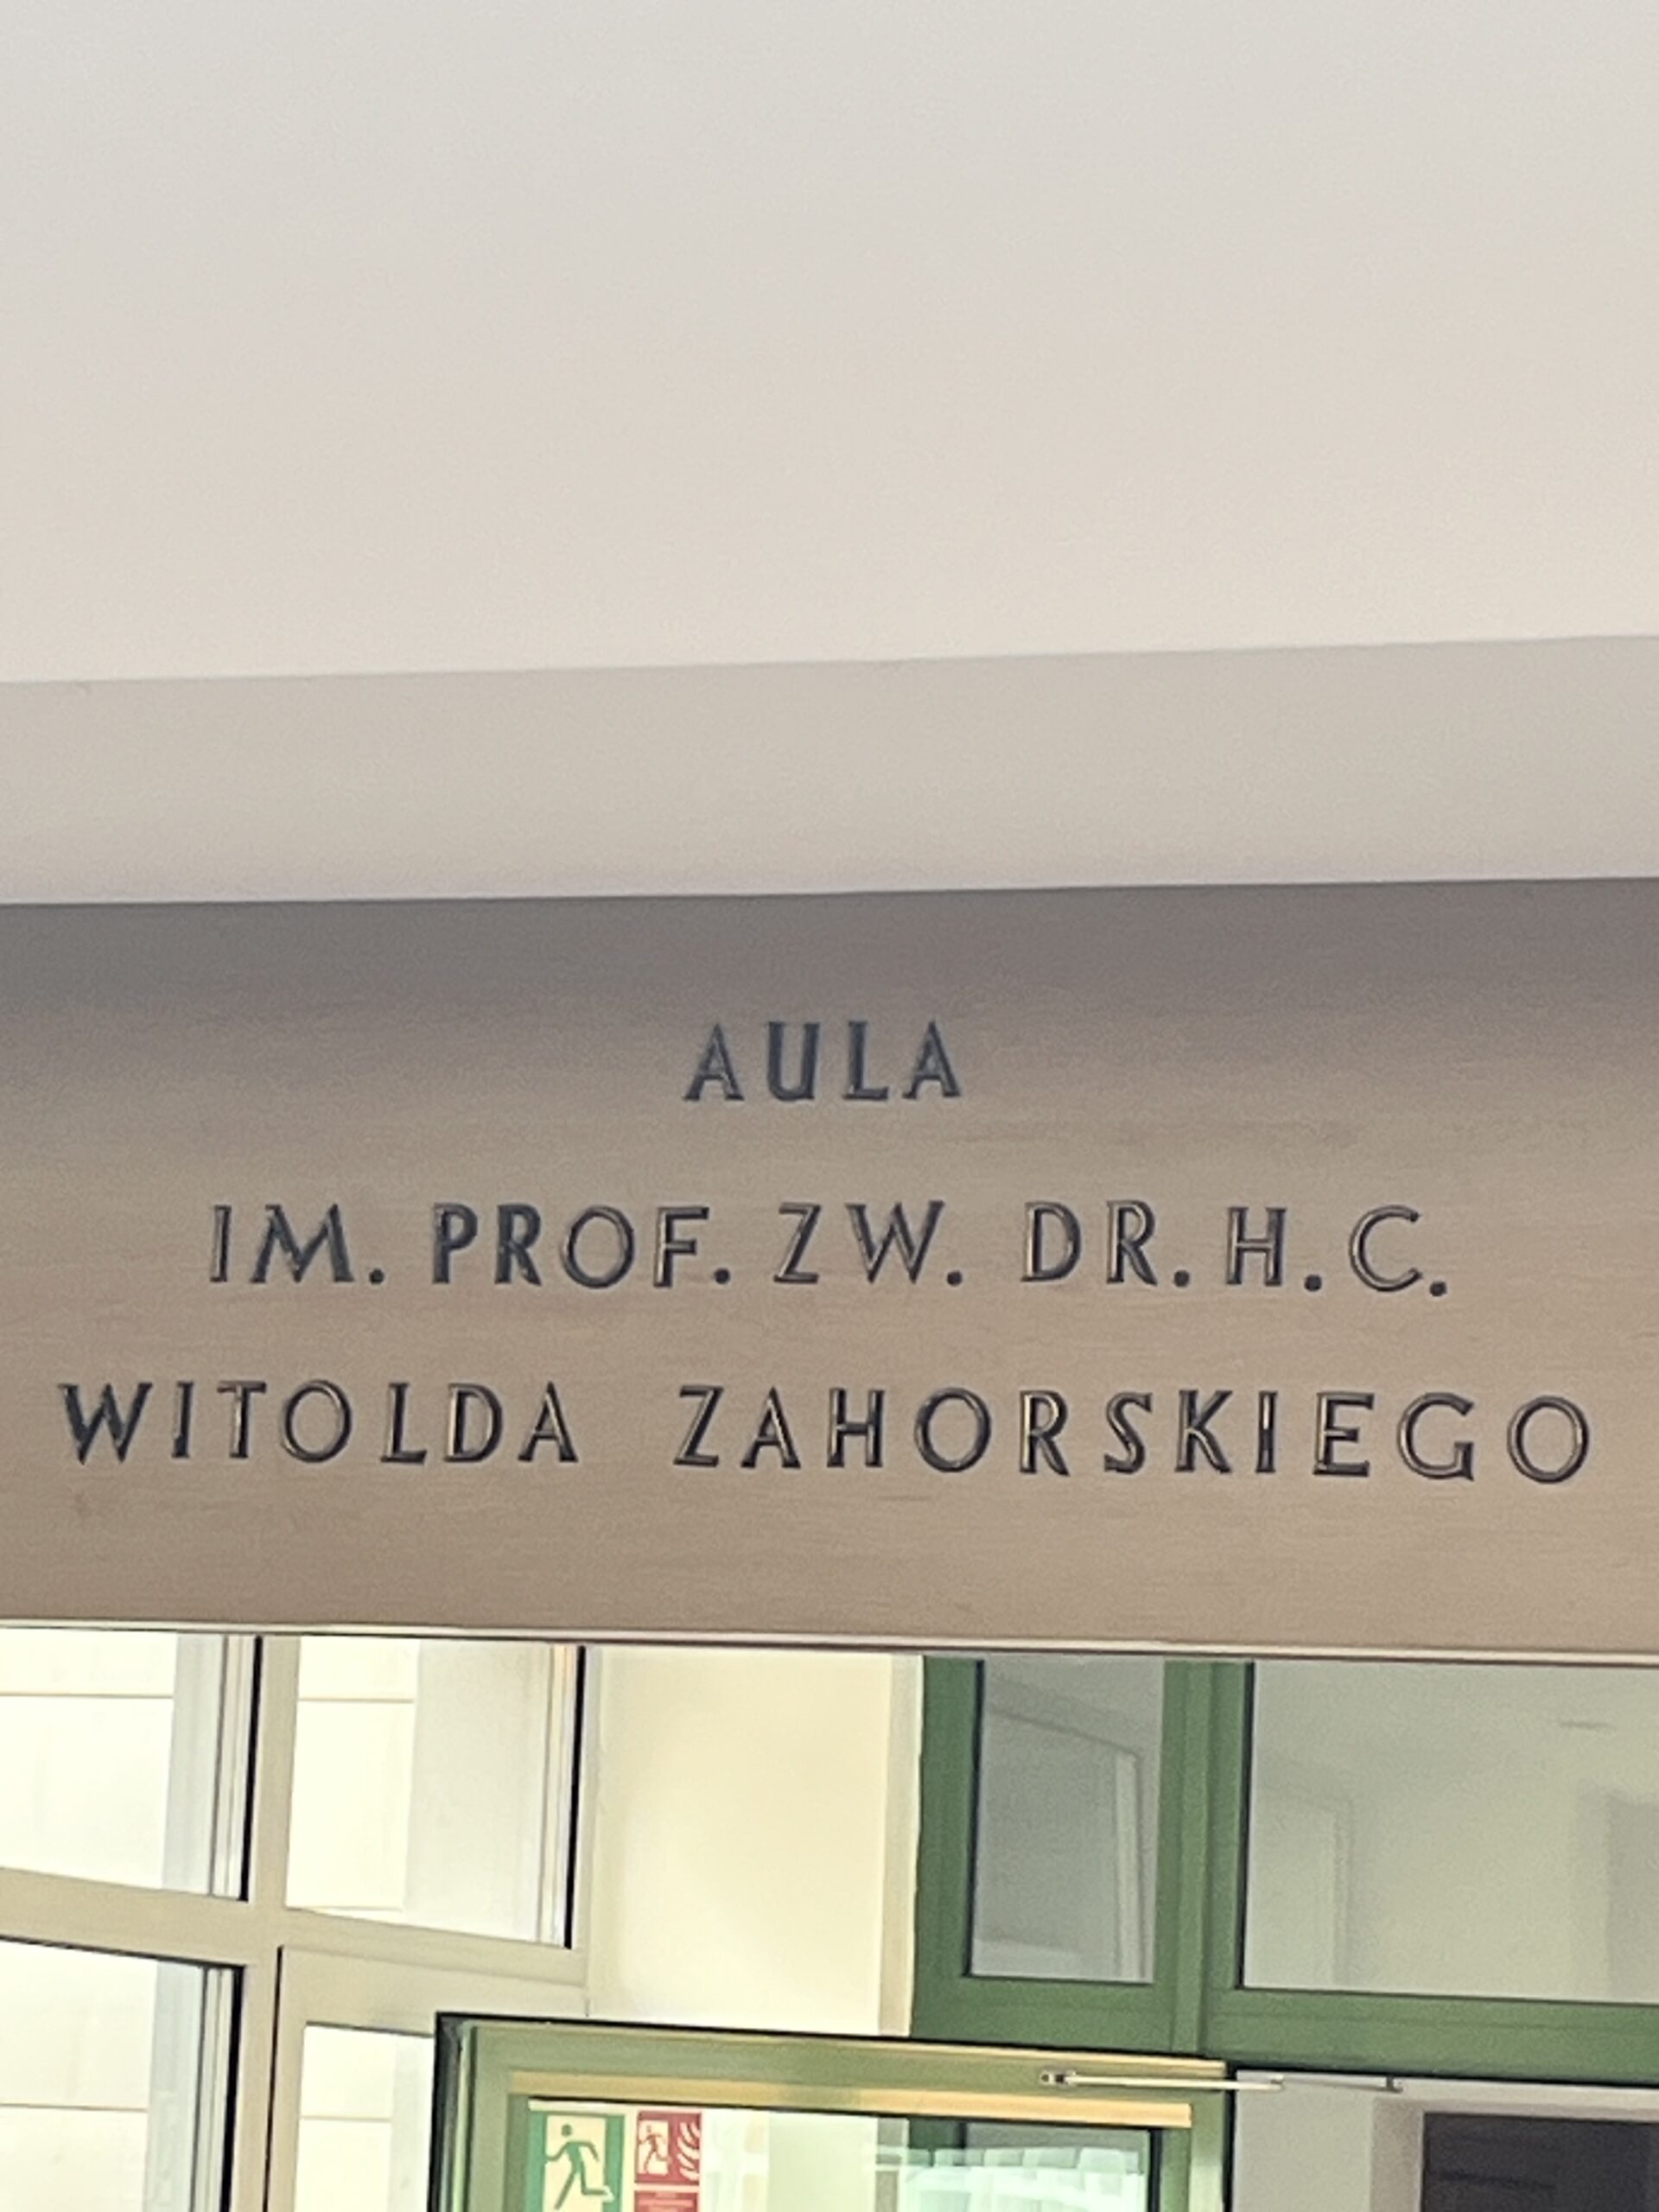 AULA
IM. PROF. ZW. DR. H. C.
WITOLDA ZAHORSKIEGO